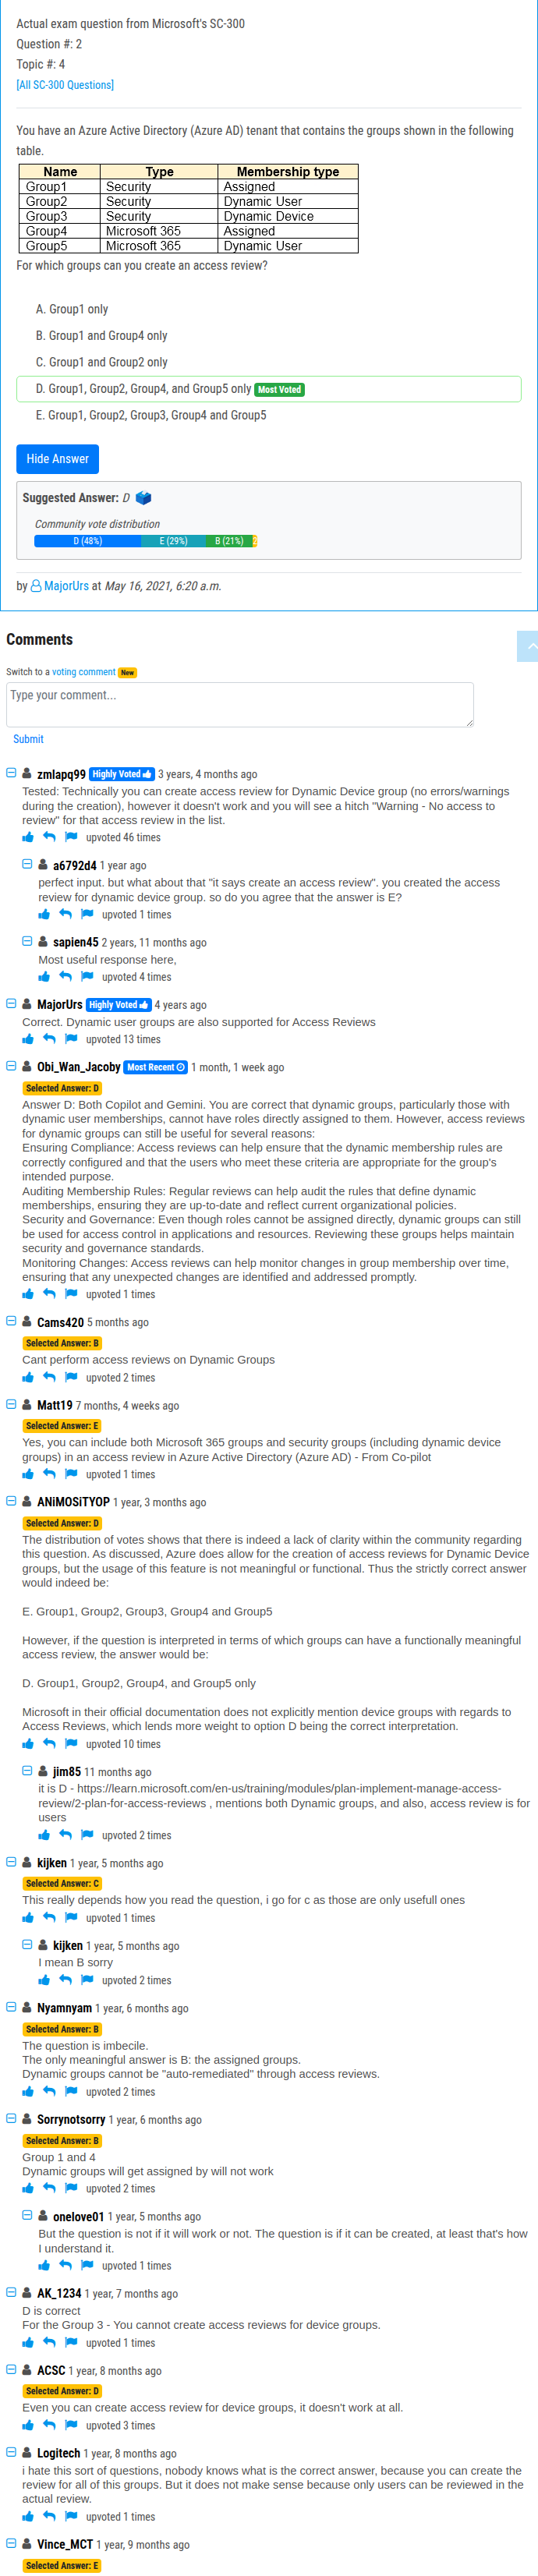 Actual exam question from Microsoft's SC-300
Question #: 2
Topic #: 4
[All SC-300 Questions]
You have an Azure Active Directory (Azure AD) tenant that contains the groups shown in the following
table.
Name Type Membership type
Group1 Security Assigned
Group2 Security Dynamic User
Group3 Security Dynamic Device
Group4 Microsoft 365 Assigned
Group5 Microsoft 365 Dynamic User
For which groups can you create an access review?
A. Group1 only
B. Group1 and Group4 only
C. Group1 and Group2 only
D. Group1, Group2, Group4, and Group5 only Most Voted
E. Group1, Group2, Group3, Group4 and Group5
Hide Answer
Suggested Answer: D
Community vote distribution
D (48%) E (29%) B (21%)
by MajorUrs at May 16, 2021, 6:20 a.m.
Comments
Switch to a voting comment New
Type your comment...
Submit
zmlapq99 Highly Voted 3 years, 4 months ago
Tested: Technically you can create access review for Dynamic Device group (no errors/warnings
during the creation), however it doesn't work and you will see a hitch "Warning - No access to
review" for that access review in the list.
upvoted 46 times
a6792d4 1 year ago
perfect input. but what about that "it says create an access review". you created the access
review for dynamic device group. so do you agree that the answer is E?
upvoted 1 times
sapien45 2 years, 11 months ago
Most useful response here,
upvoted 4 times
MajorUrs Highly Voted 4 years ago
Correct. Dynamic user groups are also supported for Access Reviews
upvoted 13 times
Obi_Wan_Jacoby Most Recent 1 month, 1 week ago
Selected Answer: D
Answer D: Both Copilot and Gemini. You are correct that dynamic groups, particularly those with
dynamic user memberships, cannot have roles directly assigned to them. However, access reviews
for dynamic groups can still be useful for several reasons:
Ensuring Compliance: Access reviews can help ensure that the dynamic membership rules are
correctly configured and that the users who meet these criteria are appropriate for the group's
intended purpose.
Auditing Membership Rules: Regular reviews can help audit the rules that define dynamic
memberships, ensuring they are up-to-date and reflect current organizational policies.
Security and Governance: Even though roles cannot be assigned directly, dynamic groups can still
be used for access control in applications and resources. Reviewing these groups helps maintain
security and governance standards.
Monitoring Changes: Access reviews can help monitor changes in group membership over time,
ensuring that any unexpected changes are identified and addressed promptly.
upvoted 1 times
Cams420 5 months ago
Selected Answer: B
Cant perform access reviews on Dynamic Groups
upvoted 2 times
Matt19 7 months, 4 weeks ago
Selected Answer: E
Yes, you can include both Microsoft 365 groups and security groups (including dynamic device
groups) in an access review in Azure Active Directory (Azure AD) - From Co-pilot
upvoted 1 times
ANiMOSiTYOP 1 year, 3 months ago
Selected Answer: D
The distribution of votes shows that there is indeed a lack of clarity within the community regarding
this question. As discussed, Azure does allow for the creation of access reviews for Dynamic Device
groups, but the usage of this feature is not meaningful or functional. Thus the strictly correct answer
would indeed be:
E. Group1, Group2, Group3, Group4 and Group5
However, if the question is interpreted in terms of which groups can have a functionally meaningful
access review, the answer would be:
D. Group1, Group2, Group4, and Group5 only
Microsoft in their official documentation does not explicitly mention device groups with regards to
Access Reviews, which lends more weight to option D being the correct interpretation.
upvoted 10 times
jim85 11 months ago
it is D - https://learn.microsoft.com/en-us/training/modules/plan-implement-manage-access-
review/2-plan-for-access-reviews , mentions both Dynamic groups, and also, access review is for
users
upvoted 2 times
kijken 1 year, 5 months ago
Selected Answer: C
This really depends how you read the question, i go for c as those are only usefull ones
upvoted 1 times
kijken 1 year, 5 months ago
I mean B sorry
upvoted 2 times
Nyamnyam 1 year, 6 months ago
Selected Answer: B
The question is imbecile.
The only meaningful answer is B: the assigned groups.
Dynamic groups cannot be "auto-remediated" through access reviews.
upvoted 2 times
Sorrynotsorry 1 year, 6 months ago
Selected Answer: B
Group 1 and 4
Dynamic groups will get assigned by will not work
upvoted 2 times
onelove01 1 year, 5 months ago
But the question is not if it will work or not. The question is if it can be created, at least that's how
I understand it.
upvoted 1 times
AK_1234 1 year, 7 months ago
D is correct
For the Group 3 - You cannot create access reviews for device groups.
upvoted 1 times
ACSC 1 year, 8 months ago
Selected Answer: D
Even you can create access review for device groups, it doesn't work at all.
upvoted 3 times
Logitech 1 year, 8 months ago
i hate this sort of questions, nobody knows what is the correct answer, because you can create the
review for all of this groups. But it does not make sense because only users can be reviewed in the
actual review.
upvoted 1 times
Vince_MCT 1 year, 9 months ago
Selected Answer: E